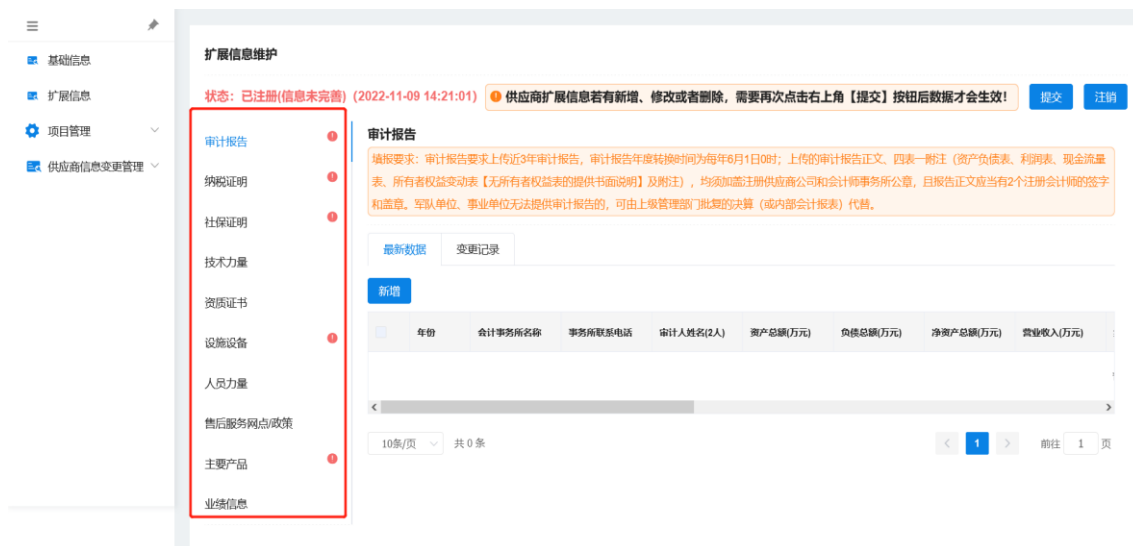 基础信息
扩展信息
项目管理
供应商信息变更管理
扩展信息维护
状态：已注册(信息未完善) (2022-11-09 14:21:01)
供应商扩展信息若有新增、修改或者删除，需要再次点击右上角【提交】按钮后数据才会生效！
提交
注销
审计报告
纳税证明
社保证明
技术力量
资质证书
设施设备
人员力量
售后服务网点/政策
主要产品
业绩信息
审计报告
填报要求：审计报告要求上传近3年审计报告，审计报告年度转换时间为每年6月1日0时；上传的审计报告正文、四表一附注（资产负债表、利润表、现金流量
表、所有者权益变动表【无所有者权益表的提供书面说明】及附注），均须加盖注册供应商公司和会计师事务所公章，且报告正文应当有2个注册会计师的签字
和盖章。军队单位、事业单位无法提供审计报告的，可由上级管理部门批复的决算（或内部会计报表）代替。
最新数据
变更记录
新增
年份 会计事务所名称 事务所联系电话 审计人姓名(2人) 资产总额(万元) 负债总额(万元) 净资产总额(万元) 营业收入(万元)
10条/页
共 0 条
1
前往 1 页